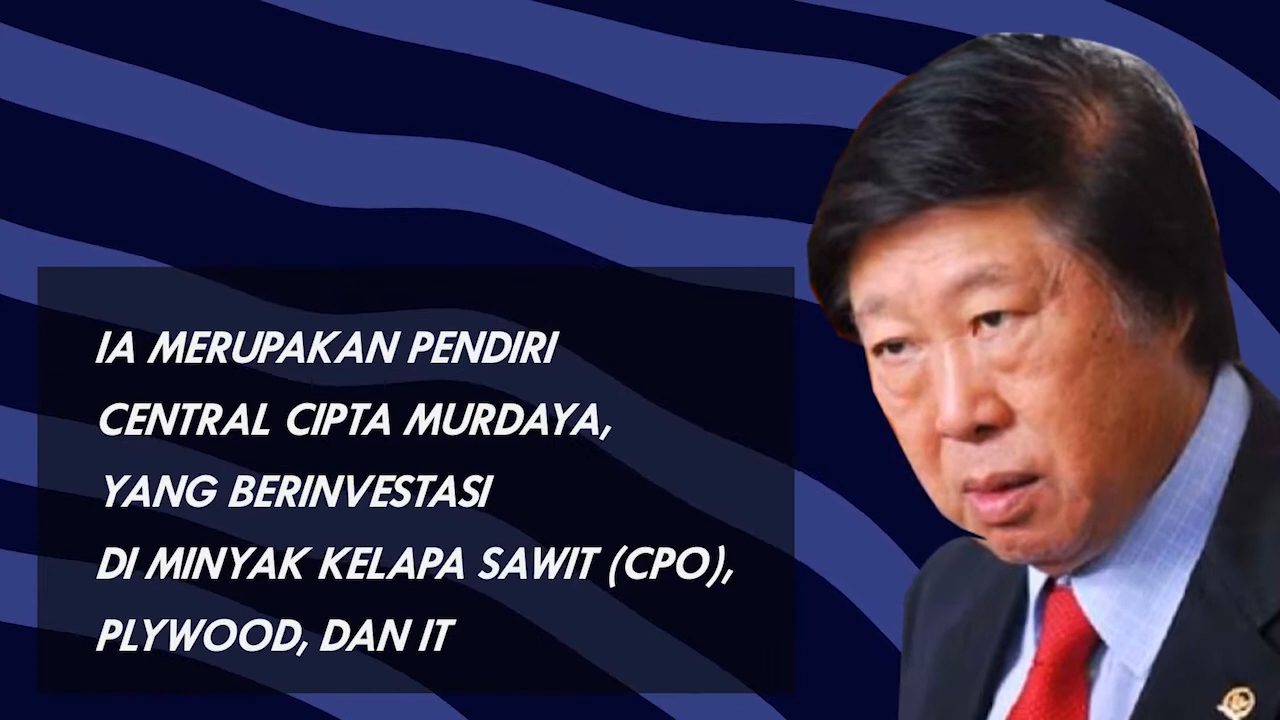 IA MERUPAKAN PENDIRI
CENTRAL CIPTA MURDAYA,
YANG BERINVESTASI
DI MINYAK KELAPA SAWIT (CPO),
PLYWOOD, DAN IT